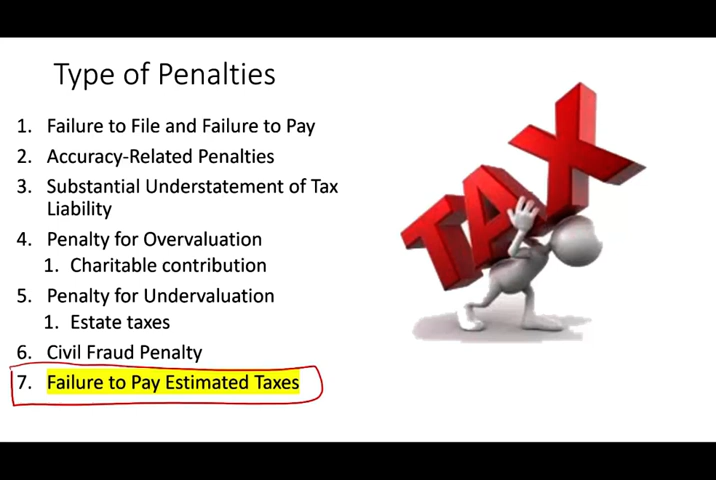 Type of Penalties
1. Failure to File and Failure to Pay
2. Accuracy-Related Penalties
3. Substantial Understatement of Tax
Liability
4. Penalty for Overvaluation
1. Charitable contribution
5. Penalty for Undervaluation
1. Estate taxes
6. Civil Fraud Penalty
7. Failure to Pay Estimated Taxes
TAX